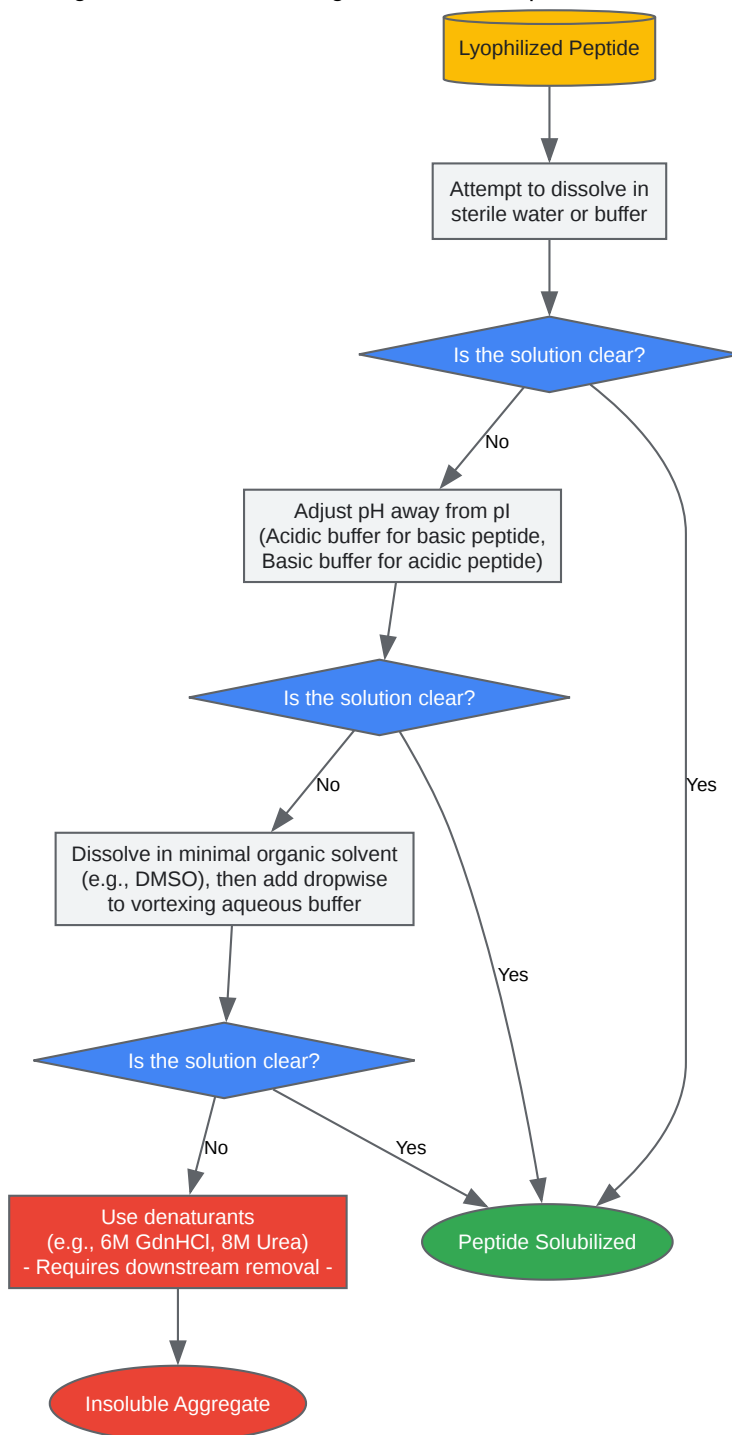 Lyophilized Peptide
Attempt to dissolve in
sterile water or buffer
Is the solution clear?
No
Adjust pH away from pI
(Acidic buffer for basic peptide,
Basic buffer for acidic peptide)
Is the solution clear?
Yes
No
Dissolve in minimal organic solvent
(e.g., DMSO), then add dropwise
to vortexing aqueous buffer
Yes
Is the solution clear?
No
Yes
Use denaturants
(e.g., 6M GdnHCl, 8M Urea)
- Requires downstream removal -
Peptide Solubilized
Insoluble Aggregate